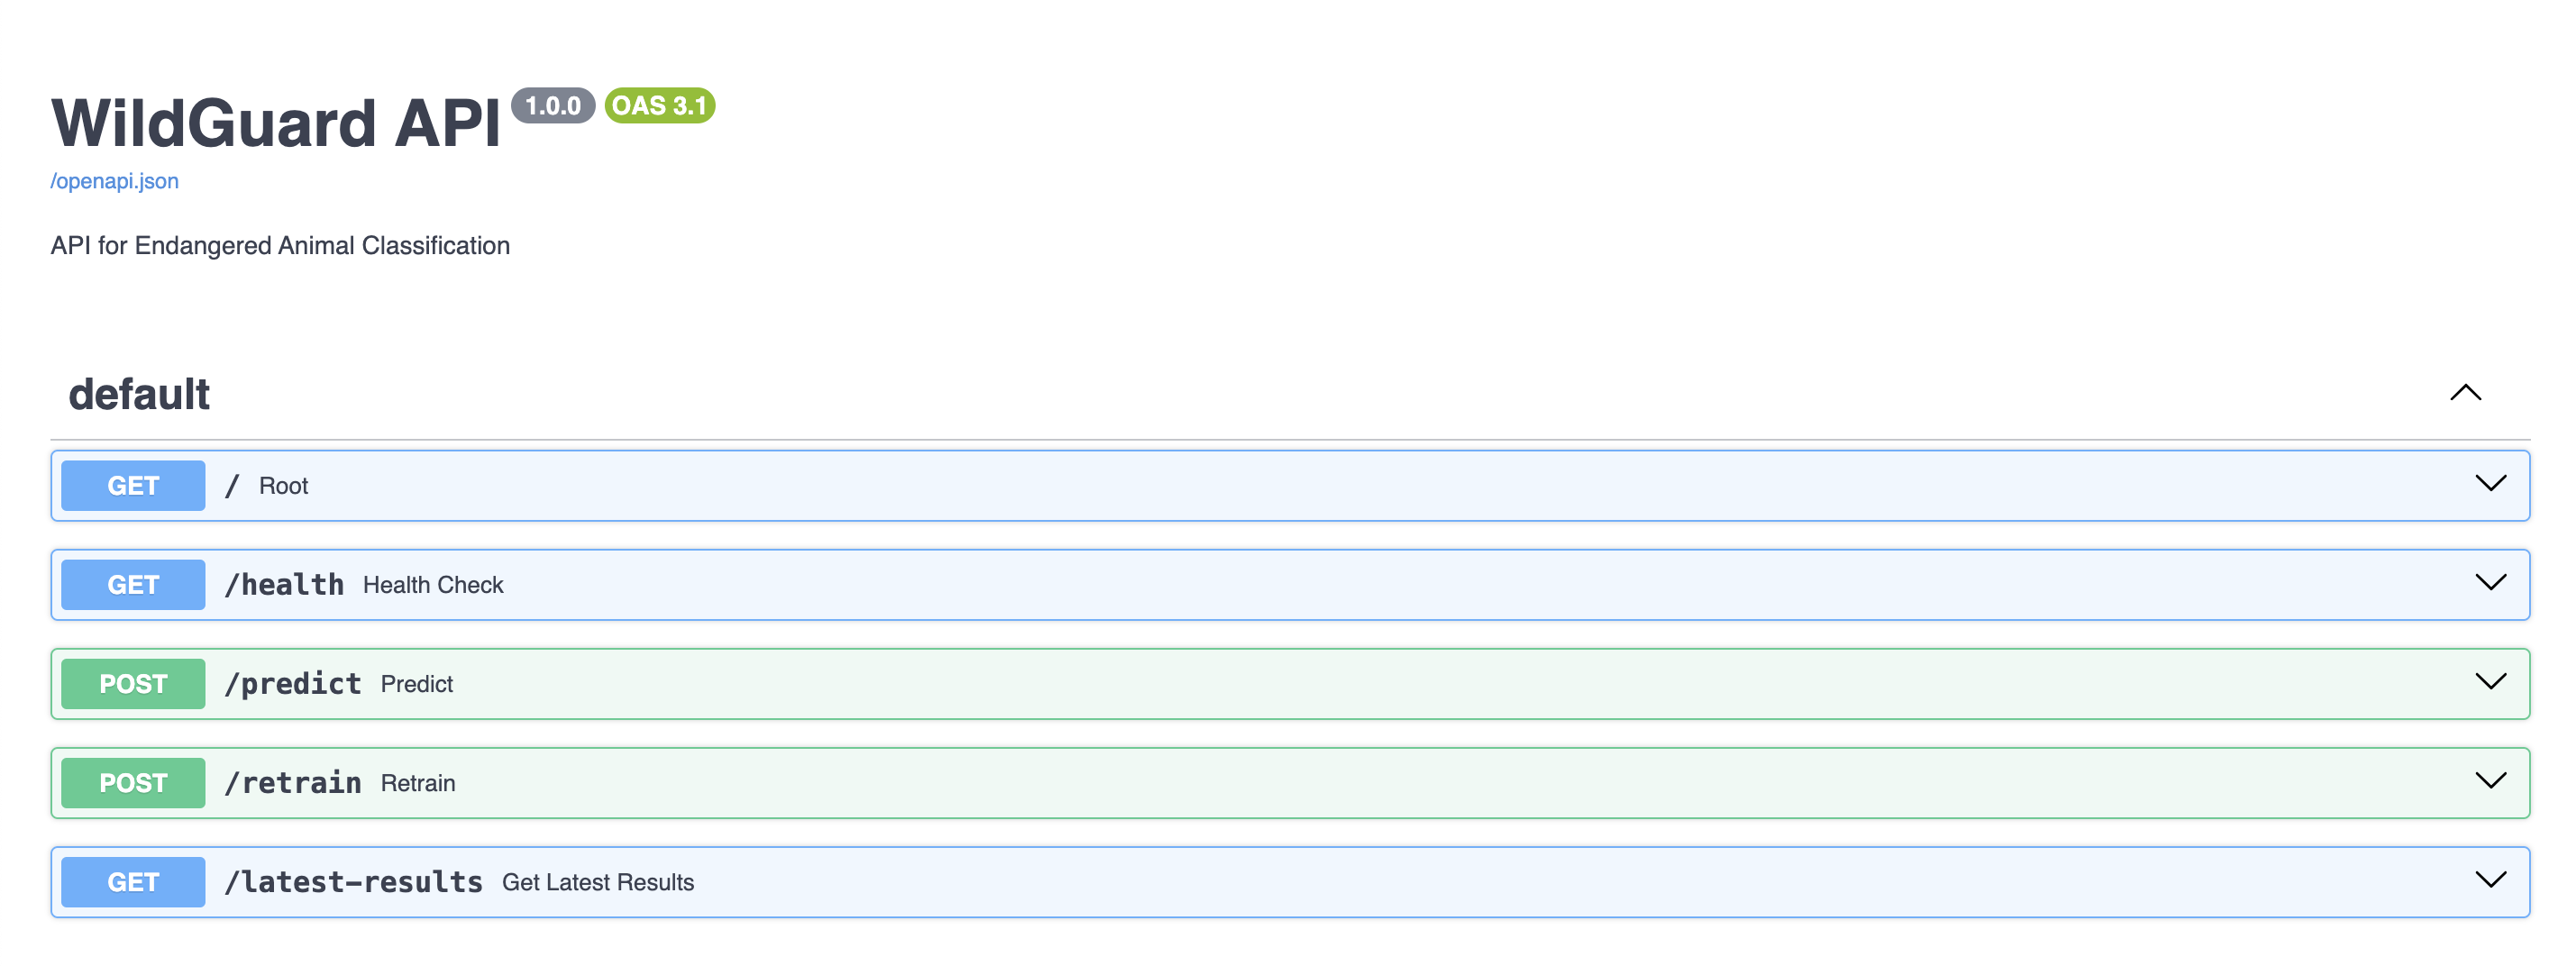 WildGuard API 1.0.0 OAS 3.1
/openapi.json
API for Endangered Animal Classification
default
GET / Root
GET /health Health Check
POST /predict Predict
POST /retrain Retrain
GET /latest-results Get Latest Results